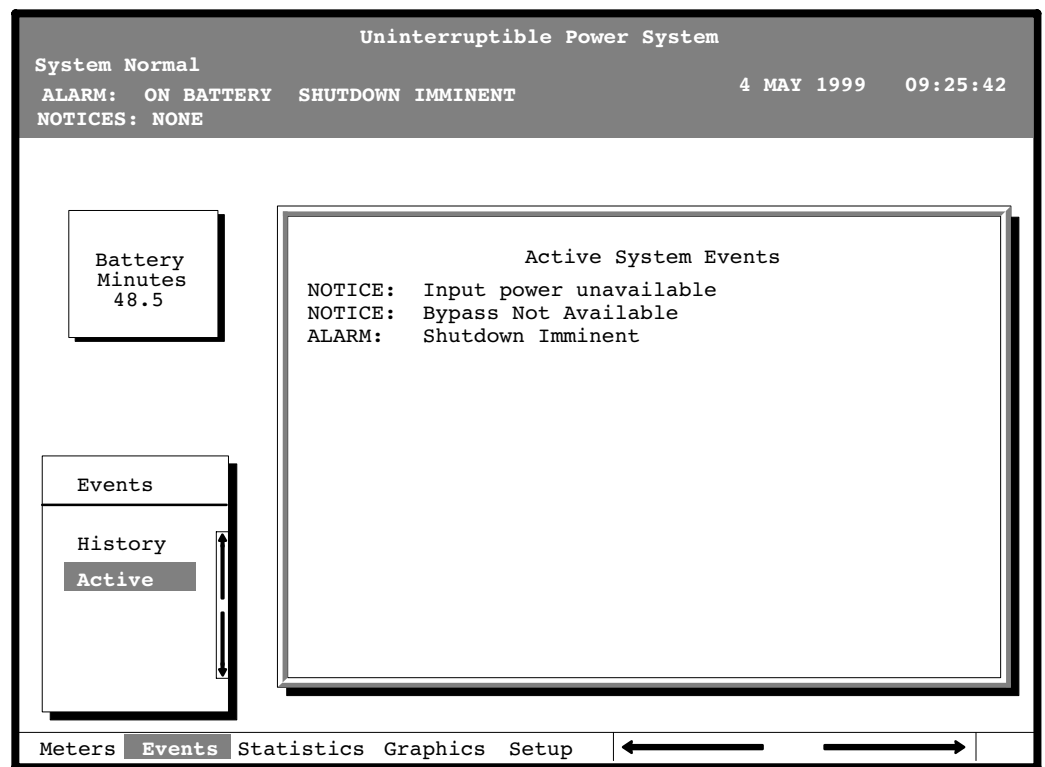 Uninterruptible Power System
System Normal
4 MAY 1999 09:25:42
ALARM: ON BATTERY SHUTDOWN IMMINENT
NOTICES: NONE
Battery
Minutes
48.5
Active System Events
NOTICE: Input power unavailable
NOTICE: Bypass Not Available
ALARM: Shutdown Imminent
Events
History
Active
Meters Events Statistics Graphics Setup